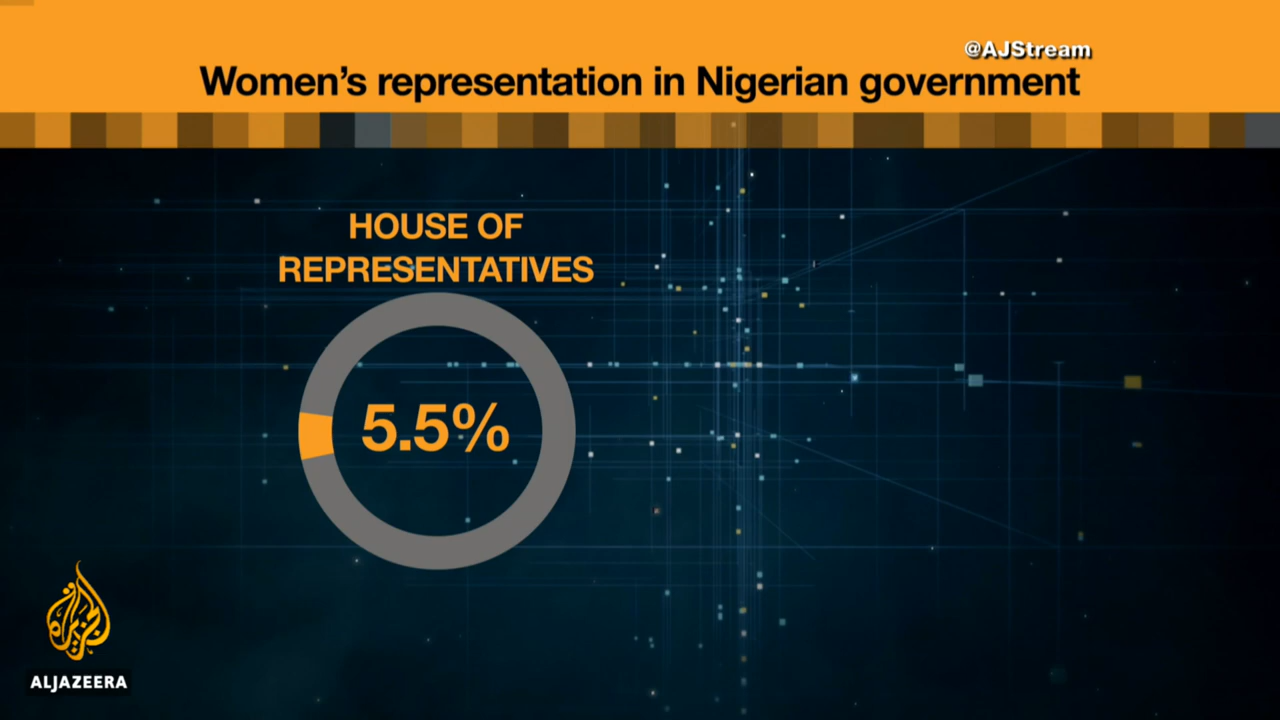 @AJStream
Women's representation in Nigerian government
HOUSE OF
REPRESENTATIVES
5.5%
ALJAZEERA